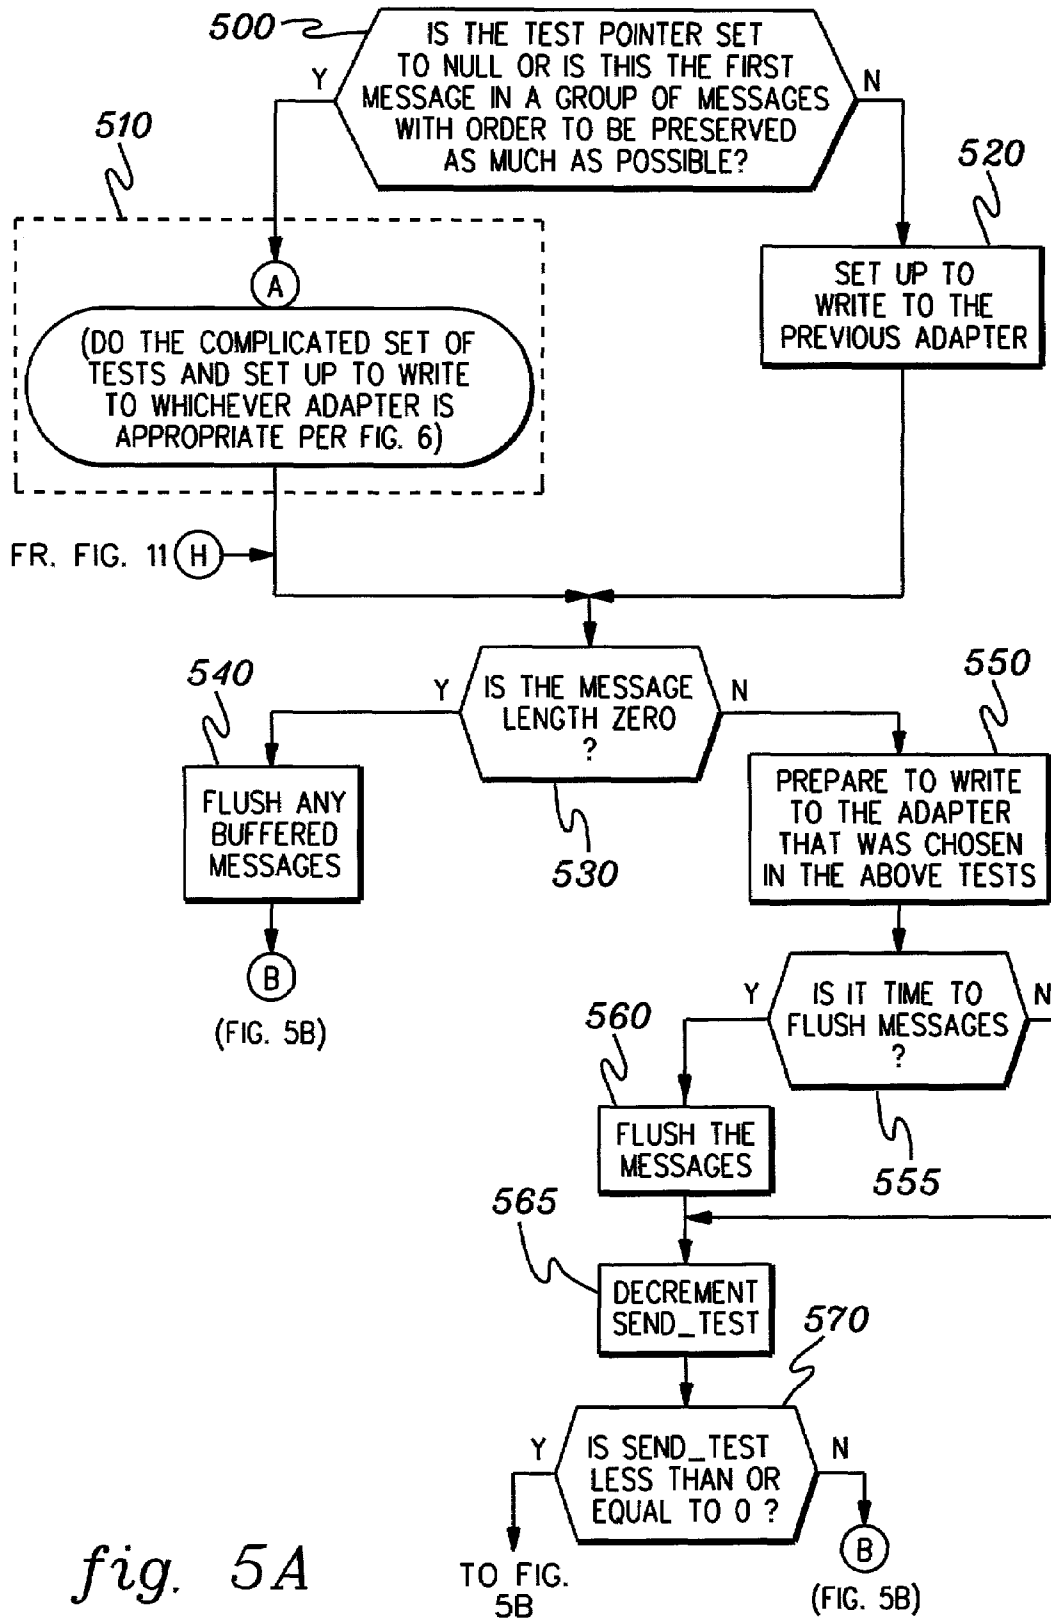 500
IS THE TEST POINTER SET
TO NULL OR IS THIS THE FIRST
MESSAGE IN A GROUP OF MESSAGES
WITH ORDER TO BE PRESERVED
AS MUCH AS POSSIBLE?
Y
N
510
520
A
(DO THE COMPLICATED SET OF
TESTS AND SET UP TO WRITE
TO WHICHEVER ADAPTER IS
APPROPRIATE PER FIG. 6)
SET UP TO
WRITE TO THE
PREVIOUS ADAPTER
FR. FIG. 11
H
540
Y
IS THE MESSAGE
LENGTH ZERO
?
N
550
530
FLUSH ANY
BUFFERED
MESSAGES
PREPARE TO WRITE
TO THE ADAPTER
THAT WAS CHOSEN
IN THE ABOVE TESTS
B
(FIG. 5B)
Y
IS IT TIME TO
FLUSH MESSAGES
?
N
560
555
FLUSH THE
MESSAGES
565
DECREMENT
SEND_TEST
570
Y
IS SEND_TEST
LESS THAN OR
EQUAL TO 0 ?
N
TO FIG.
5B
B
(FIG. 5B)
fig. 5A